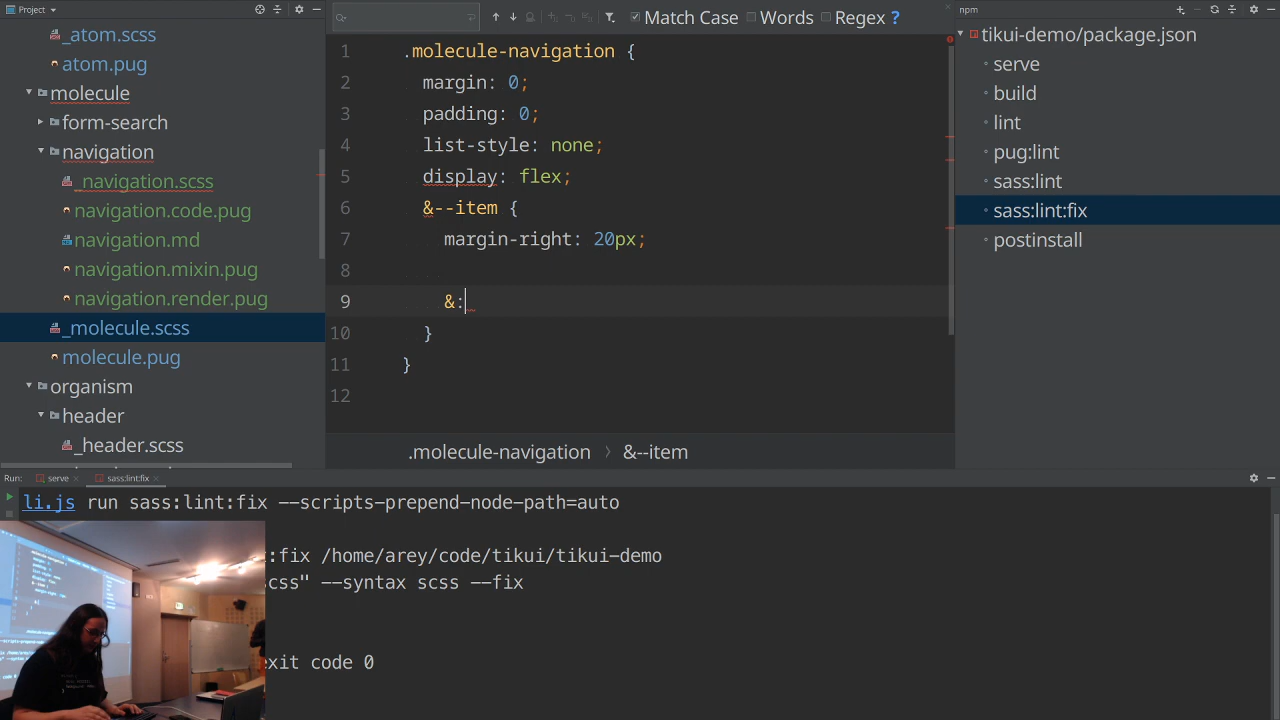 Project
_atom.scss
atom.pug
molecule
form-search
navigation
_navigation.scss
navigation.code.pug
navigation.md
navigation.mixin.pug
navigation.render.pug
_molecule.scss
molecule.pug
organism
header
_header.scss
Match Case
Words
Regex ?
1 .molecule-navigation {
2 margin: 0;
3 padding: 0;
4 list-style: none;
5 display: flex;
6 &--item {
7 margin-right: 20px;
8
9 &:
10 }
11 }
12
.molecule-navigation > &--item
npm
tikui-demo/package.json
serve
build
lint
pug:lint
sass:lint
sass:lint:fix
postinstall
Run: serve × sass:lint:fix ×
li.js run sass:lint:fix --scripts-prepend-node-path=auto
:fix /home/arey/code/tikui/tikui-demo
css" --syntax scss --fix
exit code 0